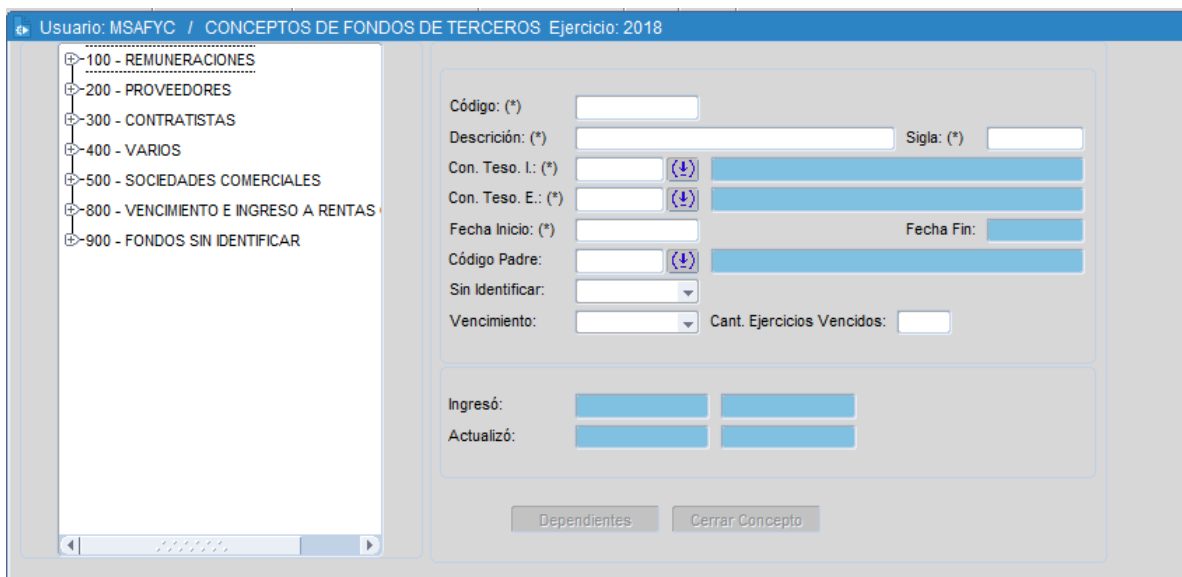 Usuario: MSAFYC / CONCEPTOS DE FONDOS DE TERCEROS Ejercicio: 2018
100 - REMUNERACIONES
200 - PROVEEDORES
300 - CONTRATISTAS
400 - VARIOS
500 - SOCIEDADES COMERCIALES
800 - VENCIMIENTO E INGRESO A RENTAS
900 - FONDOS SIN IDENTIFICAR
Código: (*)
Descrición: (*) Sigla: (*)
Con. Teso. I.: (*)
Con. Teso. E.: (*)
Fecha Inicio: (*) Fecha Fin:
Código Padre:
Sin Identificar:
Vencimiento: Cant. Ejercicios Vencidos:
Ingresó:
Actualizó:
Dependientes Cerrar Concepto